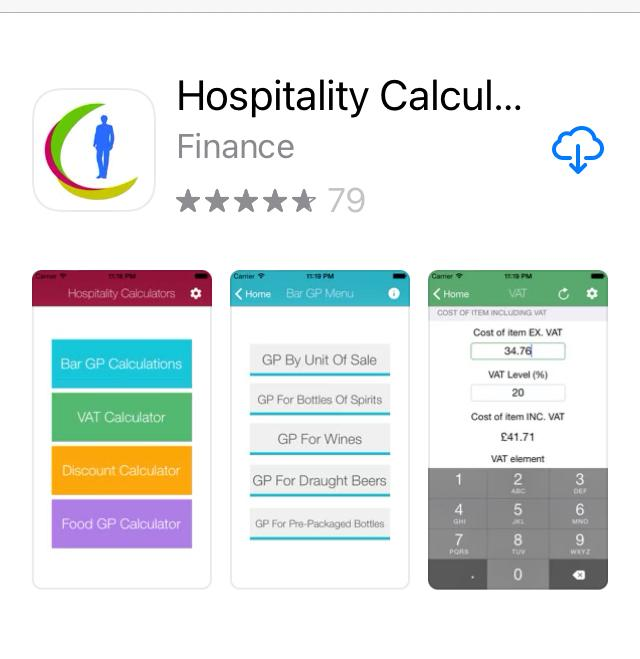 Hospitality Calcul...
Finance
79
Carrier 11:19 PM
Hospitality Calculators
Bar GP Calculations
VAT Calculator
Discount Calculator
Food GP Calculator
Carrier 11:19 PM
Home Bar GP Menu
GP By Unit Of Sale
GP For Bottles Of Spirits
GP For Wines
GP For Draught Beers
GP For Pre-Packaged Bottles
Carrier 11:19 PM
Home VAT
COST OF ITEM INCLUDING VAT
Cost of item EX. VAT
34.76
VAT Level (%)
20
Cost of item INC. VAT
£41.71
VAT element
1 2 3
ABC DEF
4 5 6
GHI JKL MNO
7 8 9
PQRS TUV WXYZ
. 0